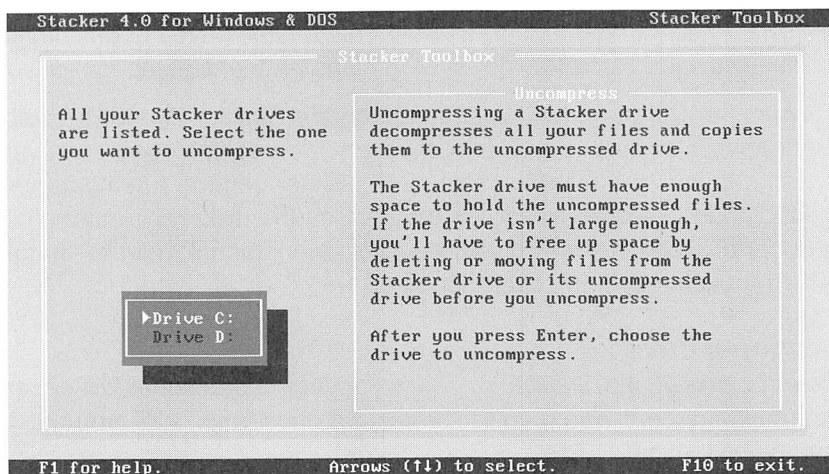 Stacker 4.0 for Windows & DOS Stacker Toolbox
Stacker Toolbox
All your Stacker drives
are listed. Select the one
you want to uncompress.
►Drive C:
Drive D:
Uncompress
Uncompressing a Stacker drive
decompresses all your files and copies
them to the uncompressed drive.
The Stacker drive must have enough
space to hold the uncompressed files.
If the drive isn't large enough,
you'll have to free up space by
deleting or moving files from the
Stacker drive or its uncompressed
drive before you uncompress.
After you press Enter, choose the
drive to uncompress.
F1 for help. Arrows (↑↓) to select. F10 to exit.